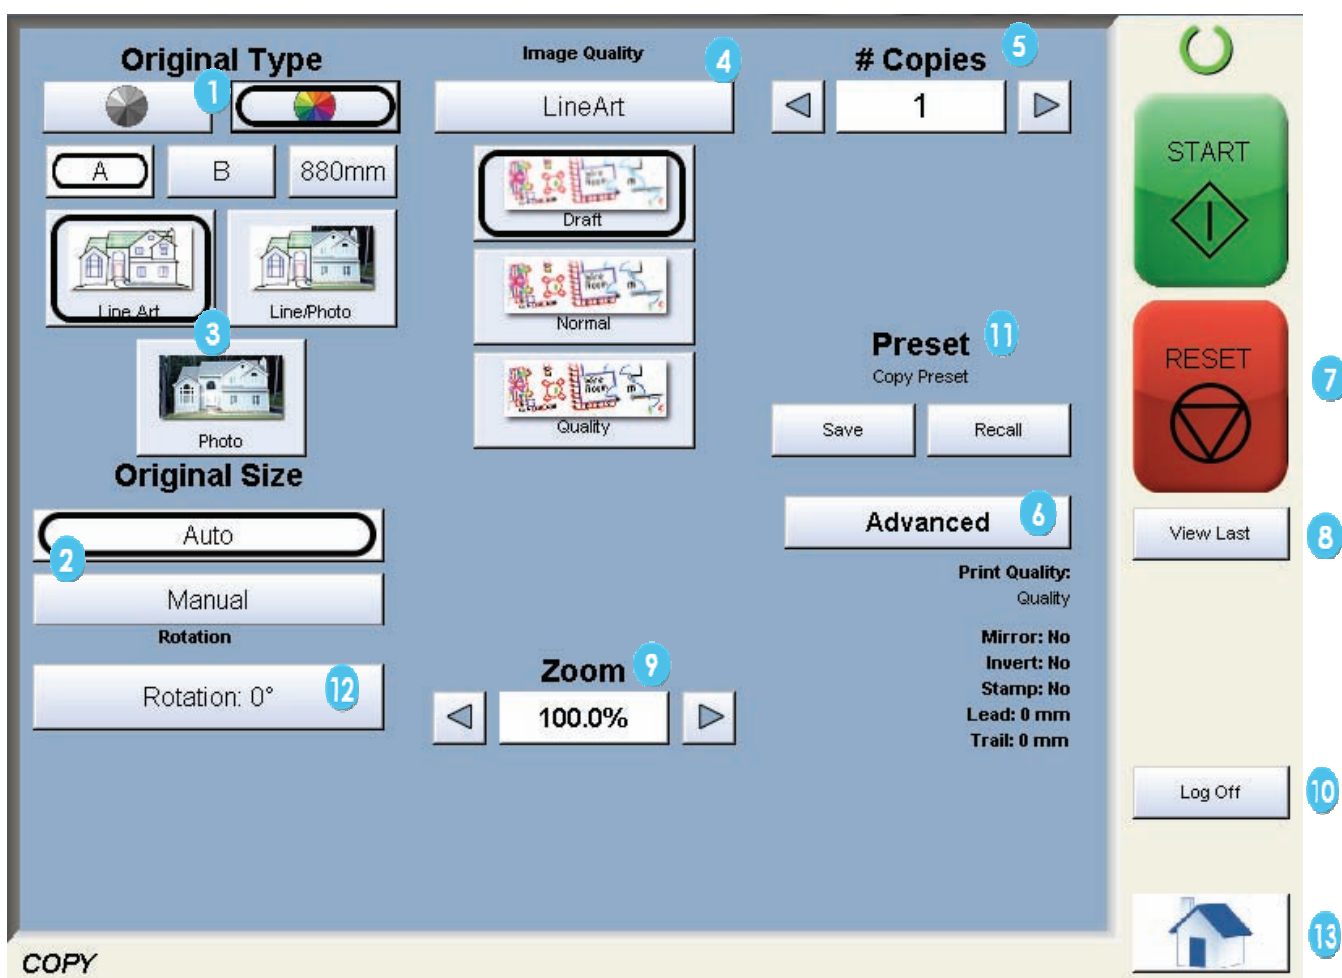 Original Type
1
A
B
880mm
Line Art
Line/Photo
3
Photo
Original Size
Auto
2
Manual
Rotation
Rotation: 0°
12
Image Quality
4
LineArt
Draft
Normal
Quality
Zoom
9
100.0%
# Copies
5
1
Preset
11
Copy Preset
Save
Recall
Advanced
6
Print Quality:
Quality
Mirror: No
Invert: No
Stamp: No
Lead: 0 mm
Trail: 0 mm
START
RESET
7
View Last
8
Log Off
10
13
COPY